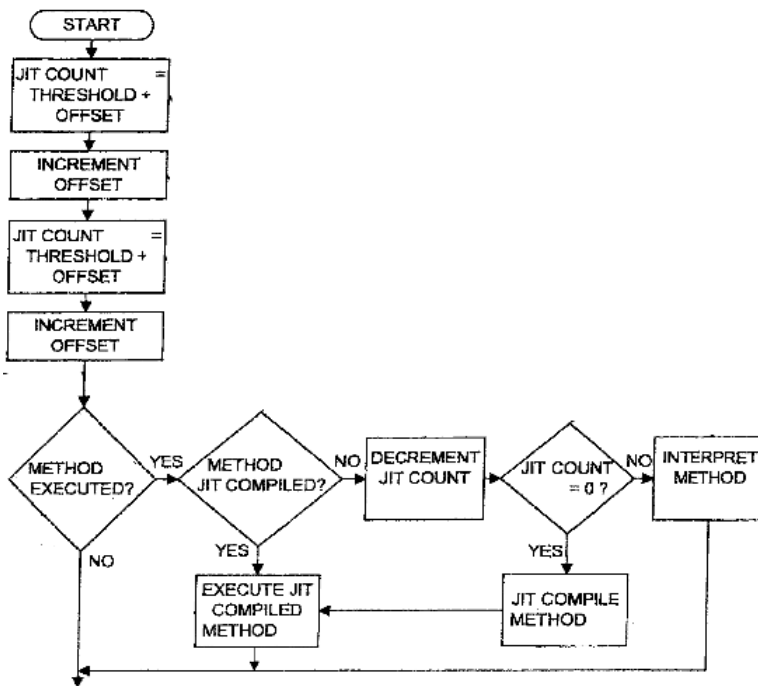 START
JIT COUNT =
THRESHOLD +
OFFSET
INCREMENT
OFFSET
JIT COUNT =
THRESHOLD +
OFFSET
INCREMENT
OFFSET
METHOD
EXECUTED?
YES
NO
METHOD
JIT COMPILED?
NO
YES
DECREMENT
JIT COUNT
JIT COUNT
= 0 ?
NO
YES
INTERPRET
METHOD
EXECUTE JIT
COMPILED
METHOD
JIT COMPILE
METHOD